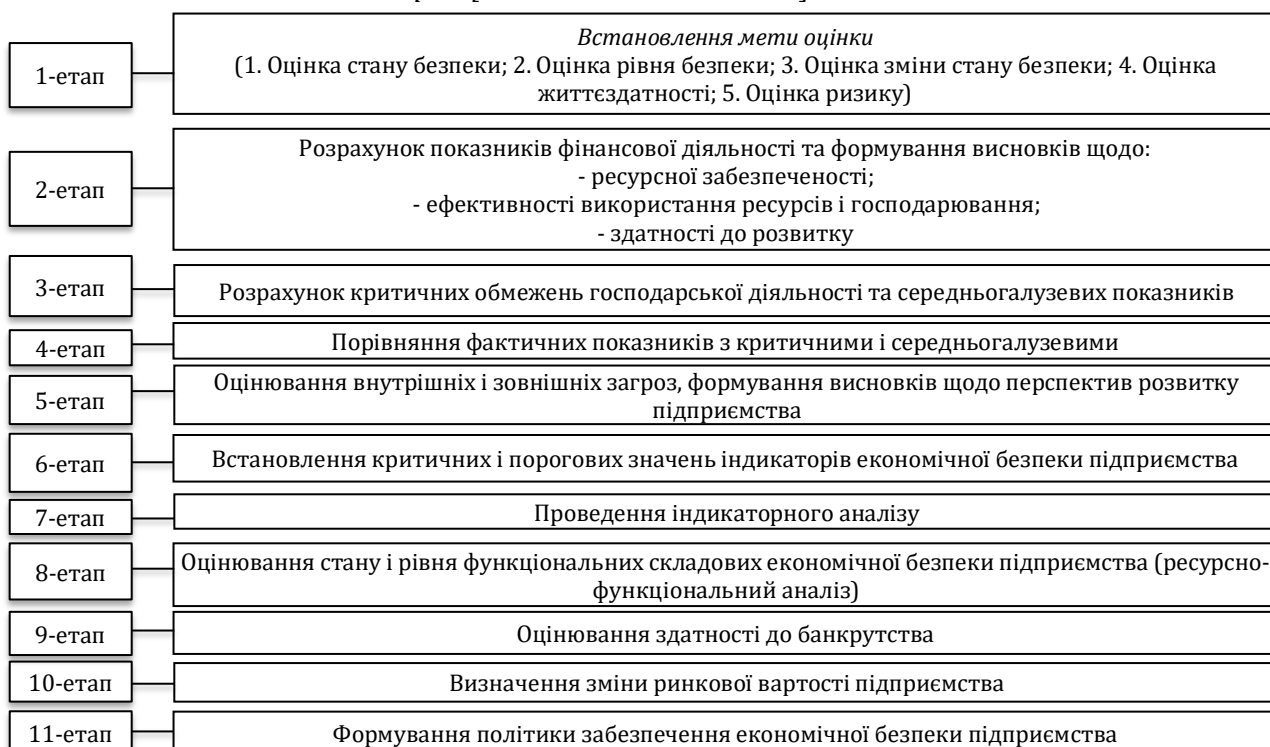 1-етап
Встановлення мети оцінки
(1. Оцінка стану безпеки; 2. Оцінка рівня безпеки; 3. Оцінка зміни стану безпеки; 4. Оцінка
життєздатності; 5. Оцінка ризику)
2-етап
Розрахунок показників фінансової діяльності та формування висновків щодо:
- ресурсної забезпеченості;
- ефективності використання ресурсів і господарювання;
- здатності до розвитку
3-етап
Розрахунок критичних обмежень господарської діяльності та середньогалузевих показників
4-етап
Порівняння фактичних показників з критичними і середньогалузевими
5-етап
Оцінювання внутрішніх і зовнішніх загроз, формування висновків щодо перспектив розвитку
підприємства
6-етап
Встановлення критичних і порогових значень індикаторів економічної безпеки підприємства
7-етап
Проведення індикаторного аналізу
8-етап
Оцінювання стану і рівня функціональних складових економічної безпеки підприємства (ресурсно-
функціональний аналіз)
9-етап
Оцінювання здатності до банкрутства
10-етап
Визначення зміни ринкової вартості підприємства
11-етап
Формування політики забезпечення економічної безпеки підприємства